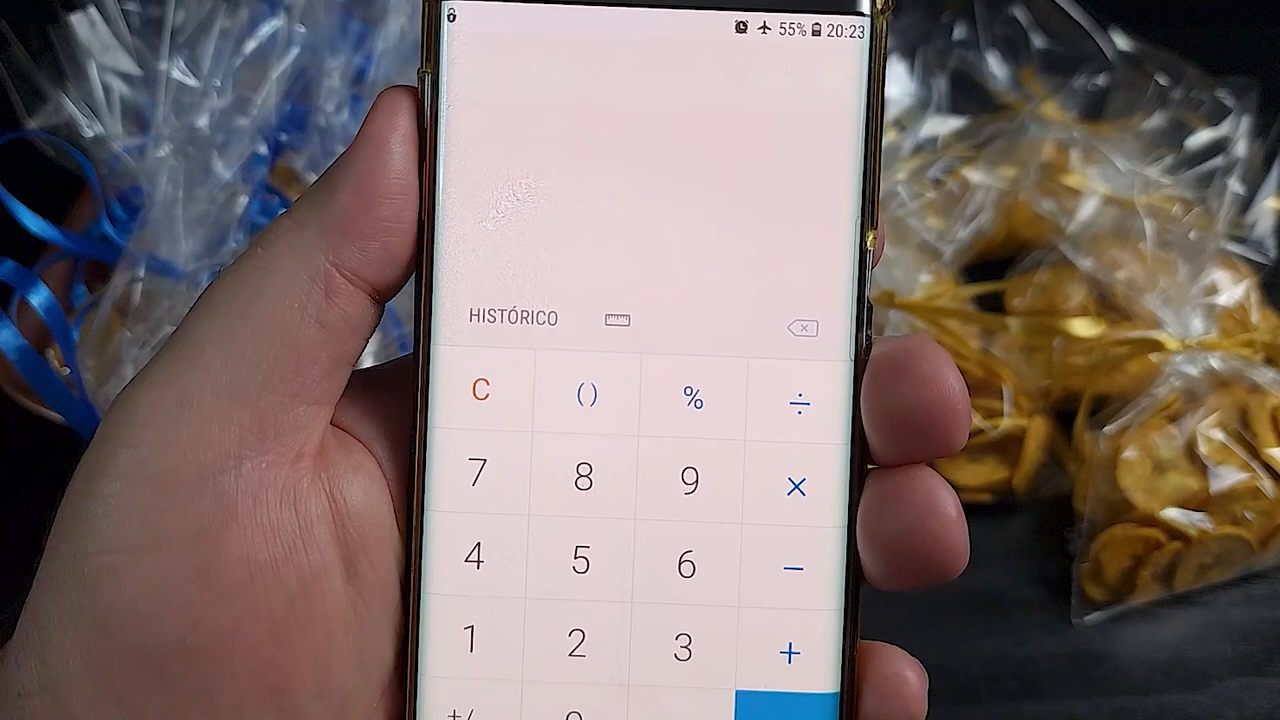 55% 20:23
HISTÓRICO
C () % ÷
7 8 9 ×
4 5 6 −
1 2 3 +
+/